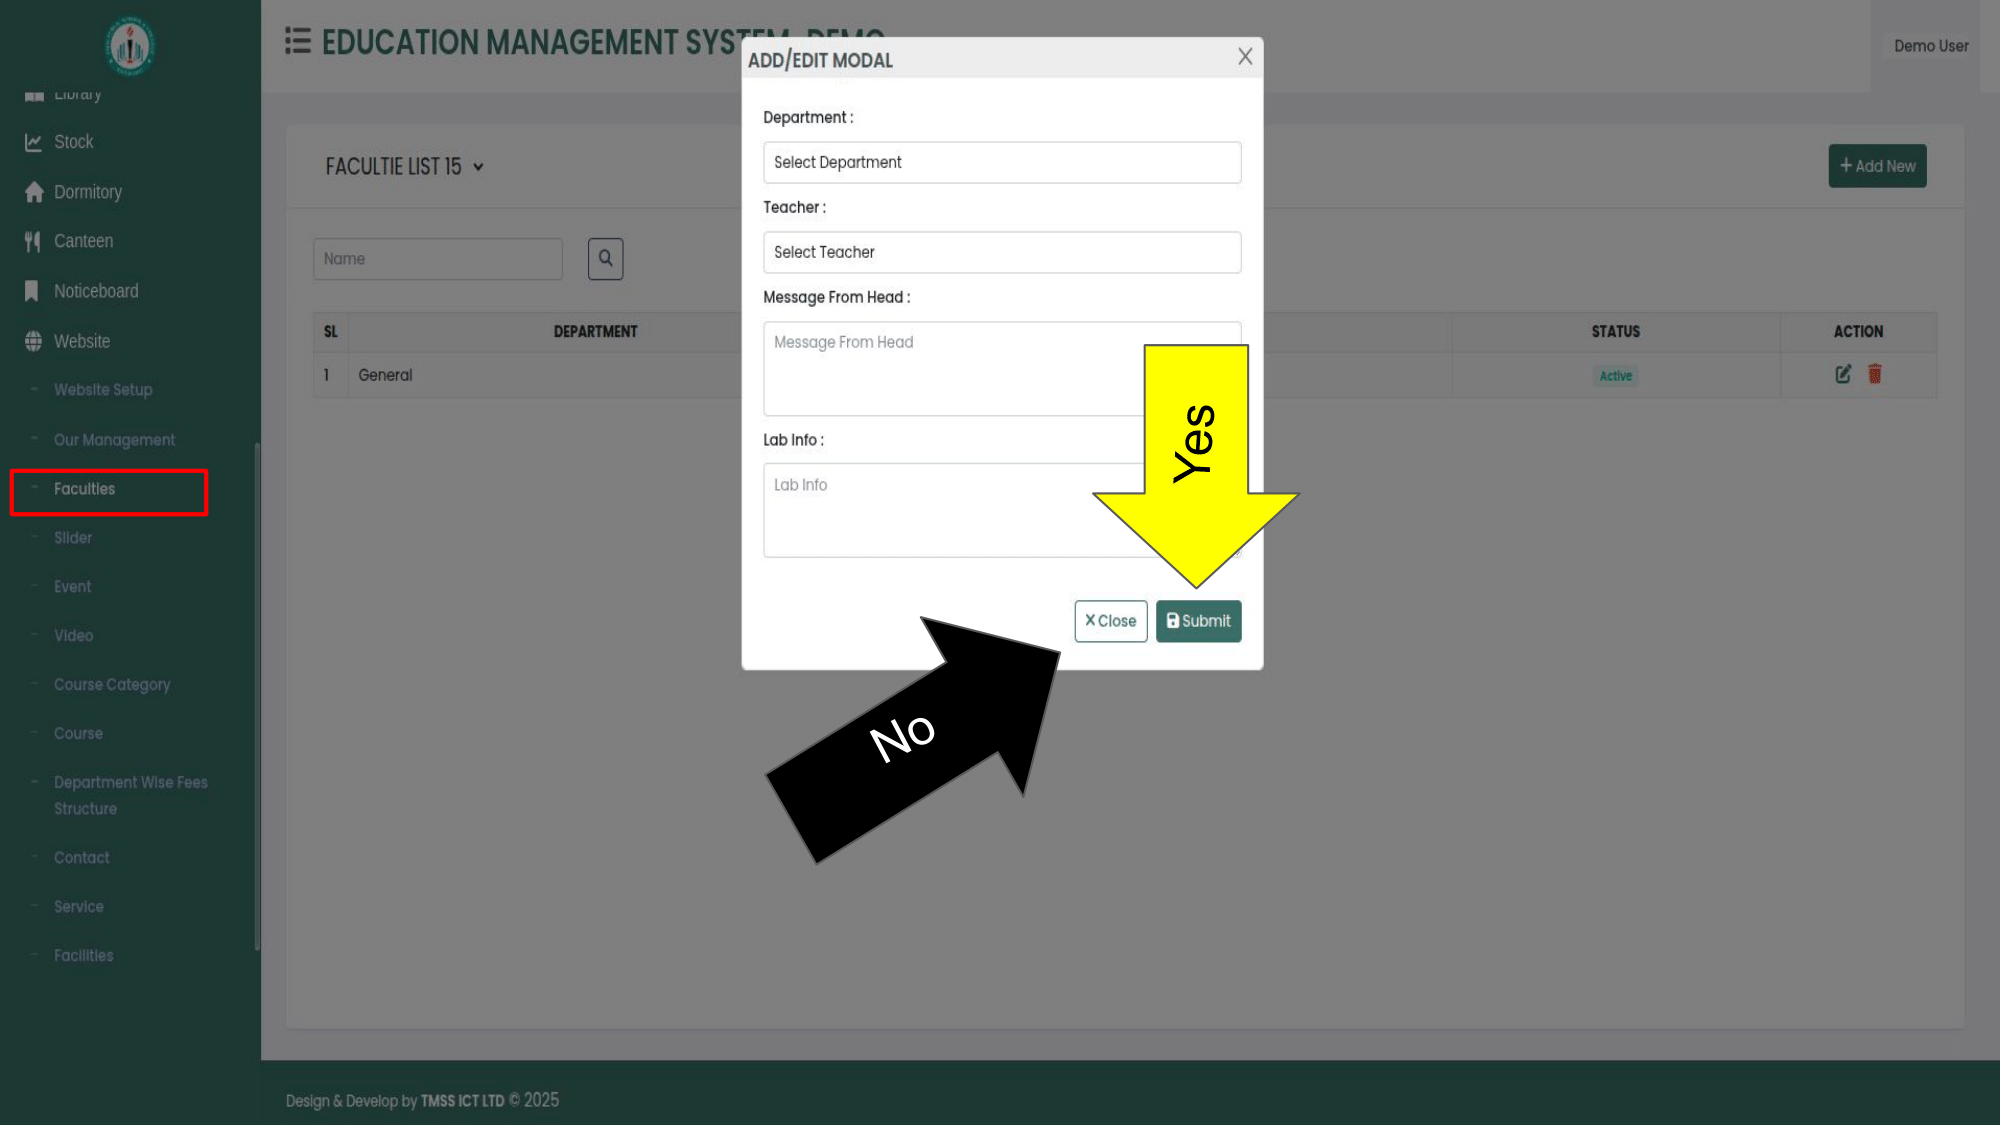 EDUCATION MANAGEMENT SYSTEM-DEMO
Demo User
Library
Stock
Dormitory
Canteen
Noticeboard
Website
- Website Setup
- Our Management
- Faculties
- Slider
- Event
- Video
- Course Category
- Course
- Department Wise Fees
Structure
- Contact
- Service
- Facilities
FACULTIE LIST 15
+ Add New
Name
SL DEPARTMENT STATUS ACTION
1 General Active
ADD/EDIT MODAL X
Department :
Select Department
Teacher :
Select Teacher
Message From Head :
Message From Head
Lab Info :
Lab Info
X Close Submit
Yes
No
Design & Develop by TMSS ICT LTD © 2025